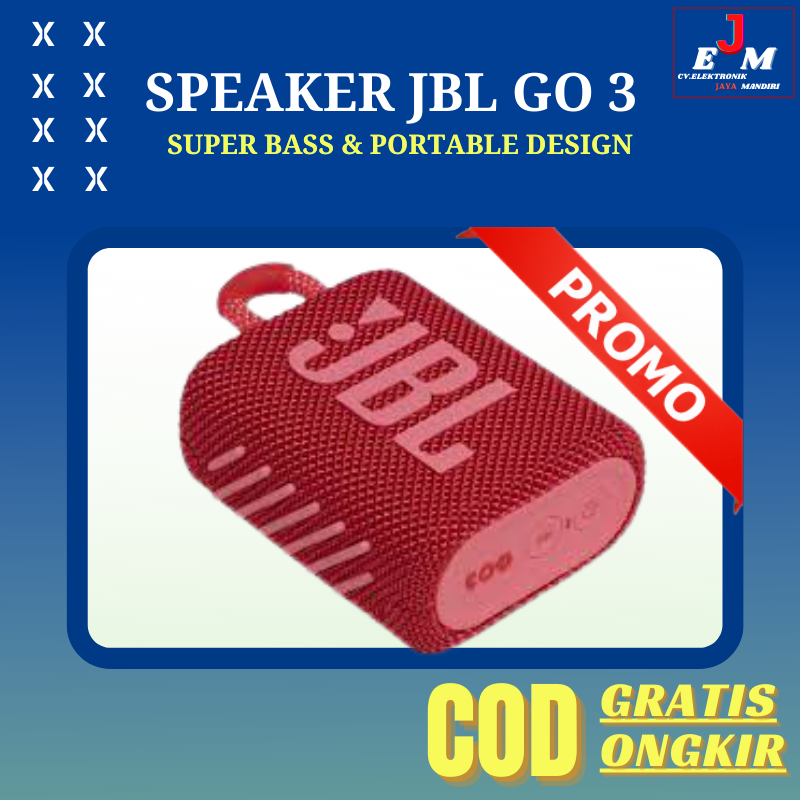 X X
X X
X X
X X
EJM
CV.ELEKTRONIK
JAYA MANDIRI
SPEAKER JBL GO 3
SUPER BASS & PORTABLE DESIGN
PROMO
JBL
COD
GRATIS
ONGKIR